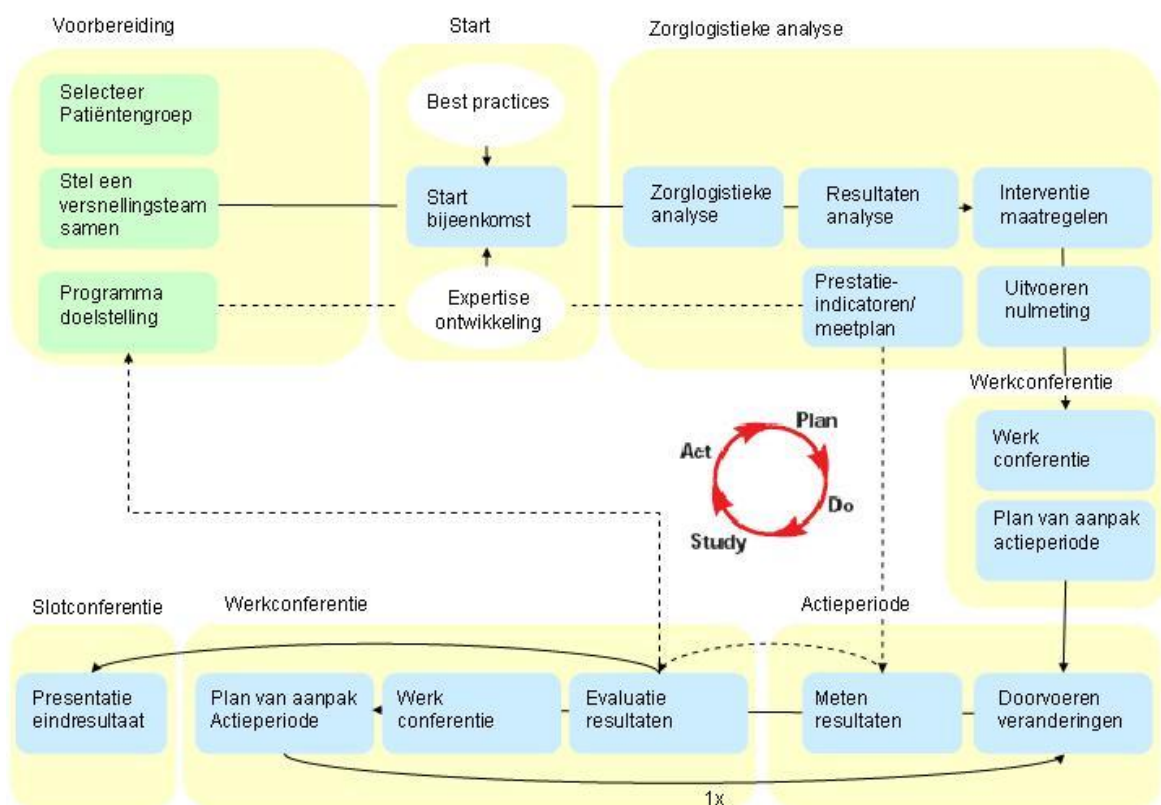 Voorbereiding
Start
Zorglogistieke analyse
Selecteer
Patiëntengroep
Stel een
versnellingsteam
samen
Programma
doelstelling
Best practices
Start
bijeenkomst
Expertise
ontwikkeling
Zorglogistieke
analyse
Resultaten
analyse
Interventie
maatregelen
Prestatie-
indicatoren/
meetplan
Uitvoeren
nulmeting
Werkconferentie
Werk
conferentie
Plan van aanpak
actieperiode
Plan
Do
Study
Act
Slotconferentie
Werkconferentie
Actieperiode
Presentatie
eindresultaat
Plan van aanpak
Actieperiode
Werk
conferentie
Evaluatie
resultaten
Meten
resultaten
Doorvoeren
veranderingen
1x